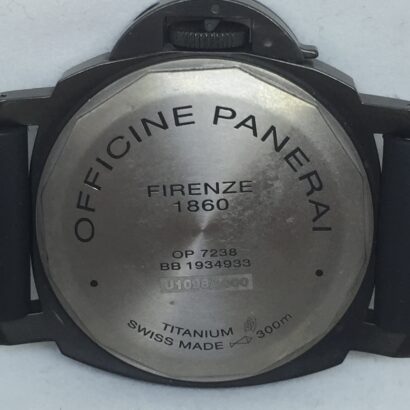 OFFICINE PANERAI
FIRENZE
1860
OP 7238
BB 1934933
TITANIUM
SWISS MADE 300m